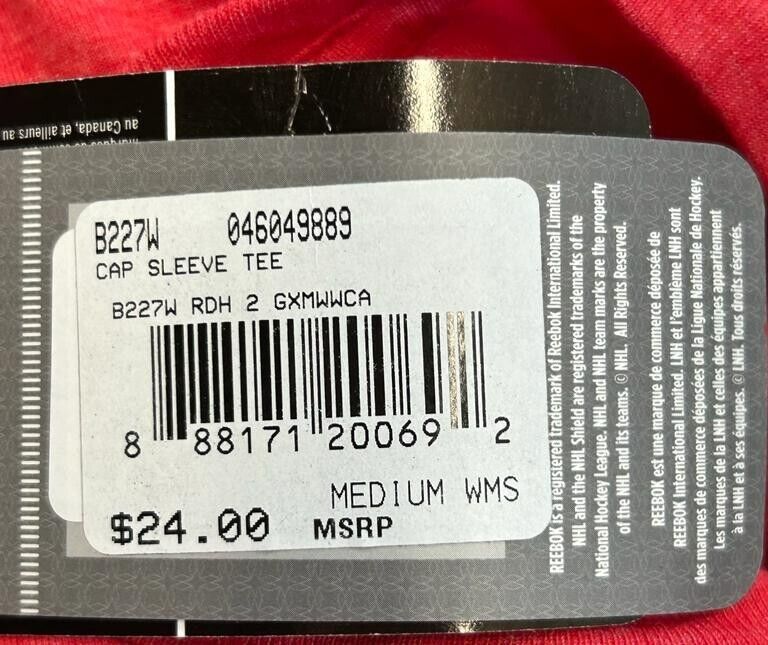 B227W 046049889
CAP SLEEVE TEE
B227W RDH 2 GXMWWCA
8 88171 20069 2
MEDIUM WMS
$24.00 MSRP
REEBOK is a registered trademark of Reebok International Limited.
NHL and the NHL Shield are registered trademarks of the
National Hockey League. NHL and NHL team marks are the property
of the NHL and its teams. © NHL. All Rights Reserved.
REEBOK est une marque de commerce déposée de
REEBOK International Limited. LNH et l'emblème LNH sont
des marques de commerce déposées de la Ligue Nationale de Hockey.
Les marques de la LNH et celles des équipes appartiennent
à la LNH et à ses équipes. © LNH. Tous droits réservés.
au Canada, et ailleurs au